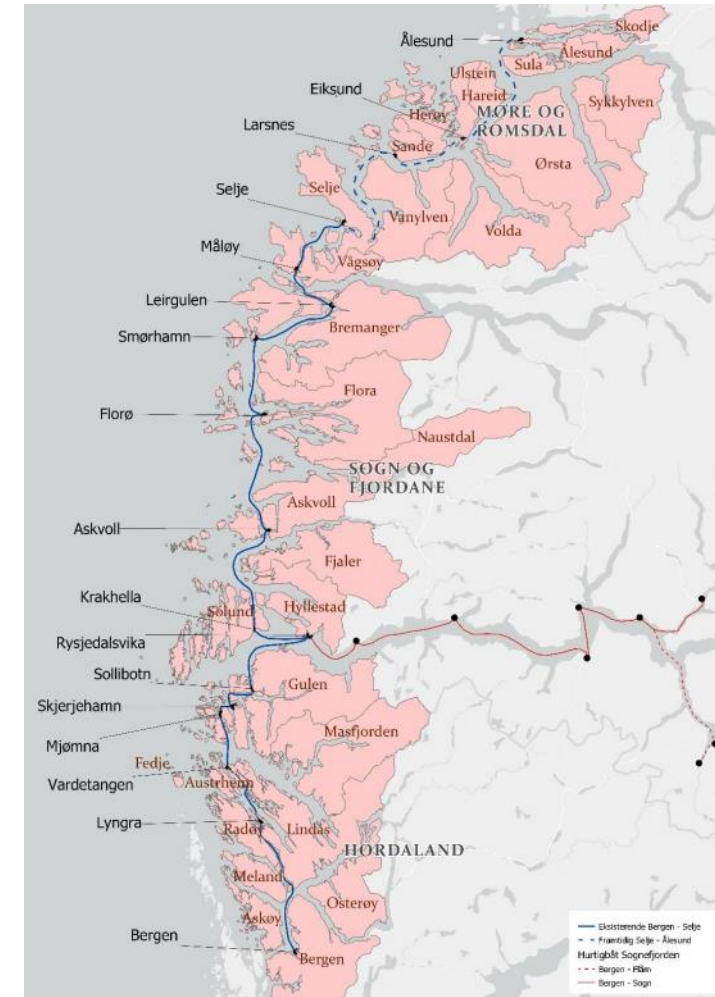 Ålesund
Skodje
Ålesund
Sula
Ulstein
Eiksund
Hareid
Sykkylven
Herøy
MØRE OG
ROMSDAL
Larsnes
Sande
Ørsta
Selje
Selje
Vanylven
Volda
Måløy
Vågsøy
Leirgulen
Bremanger
Smørhamn
Flora
Florø
Naustdal
SOGN OG
FJORDANE
Askvoll
Askvoll
Fjaler
Krakhella
Solund
Hyllestad
Rysjedalsvika
Sollibotn
Gulen
Skjerjehamn
Masfjorden
Mjømna
Fedje
Vardetangen
Austrheim
Lyngra
Radøy
Lindås
HORDALAND
Meland
Osterøy
Askøy
Bergen
Bergen
Eksisterende Bergen - Selje
Framtidig Selje - Ålesund
Hurtigbåt Sognefjorden
Bergen - Flåm
Bergen - Sogn